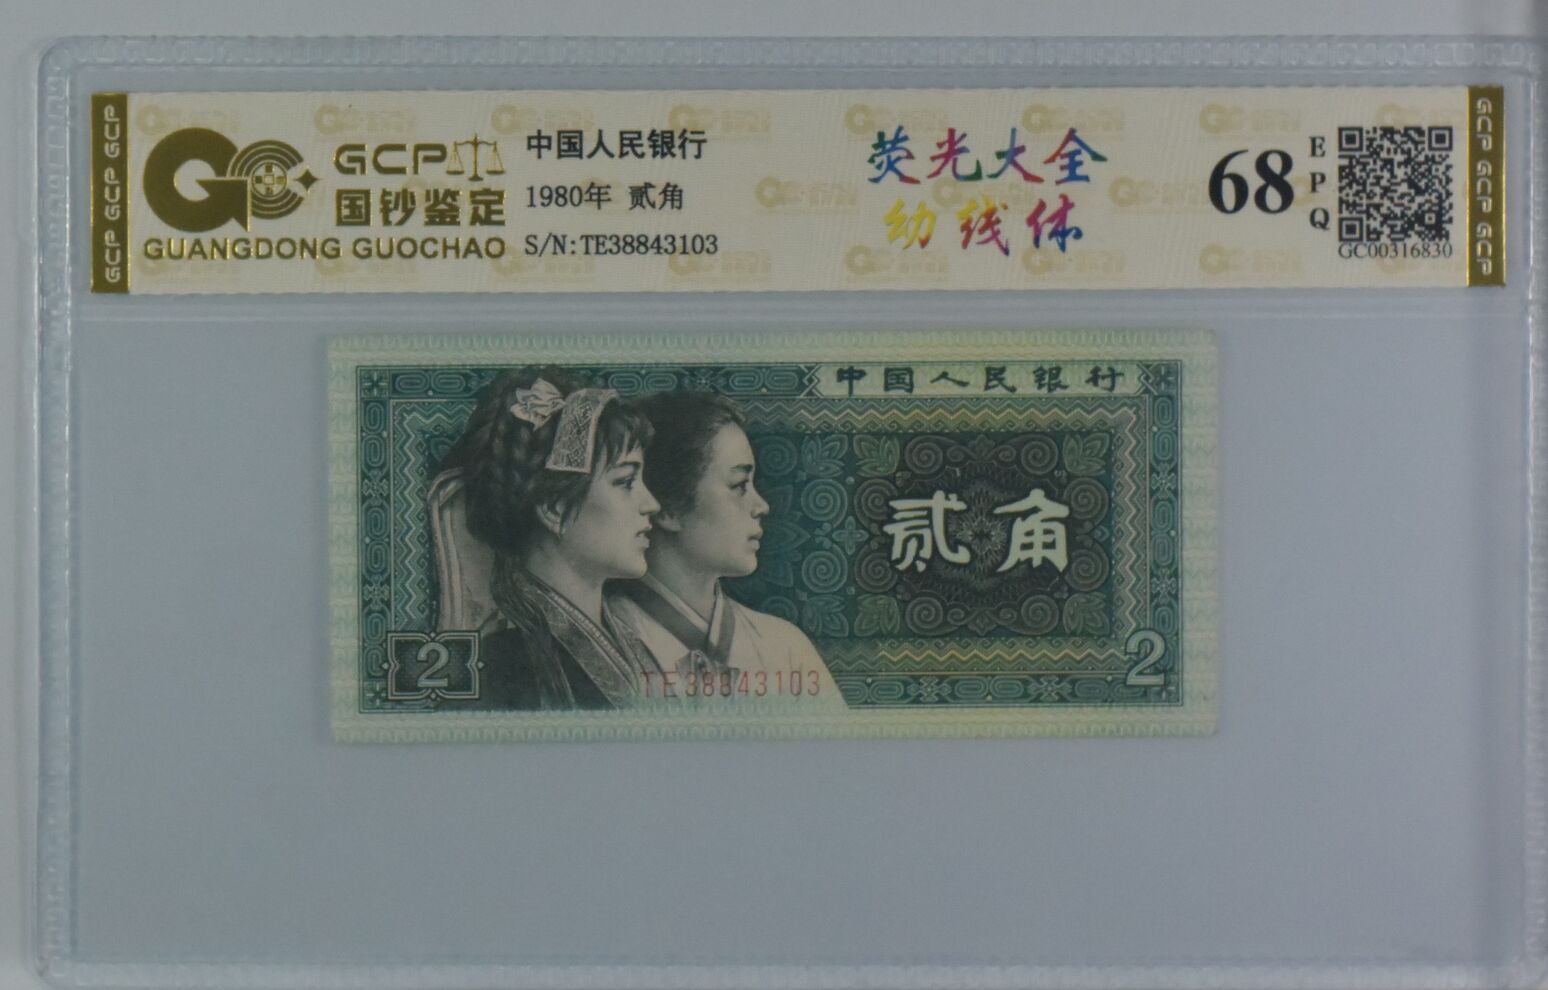 GCP GCP GCP
GCP
国钞鉴定
GUANGDONG GUOCHAO
中国人民银行
1980年 贰角
S/N:TE38843103
荧光大全
幼线体
68
EPQ
GC00316830
GCP GCP GCP
中国人民银行
贰角
2
2
TE38843103